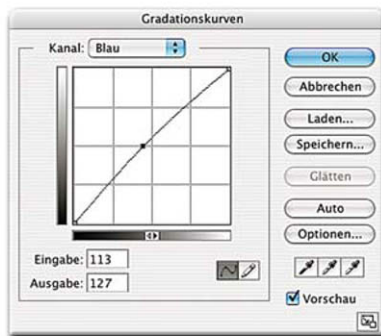 Gradationskurven
Kanal: Blau
OK
Abbrechen
Laden...
Speichern...
Glätten
Auto
Optionen...
Eingabe: 113
Ausgabe: 127
Vorschau